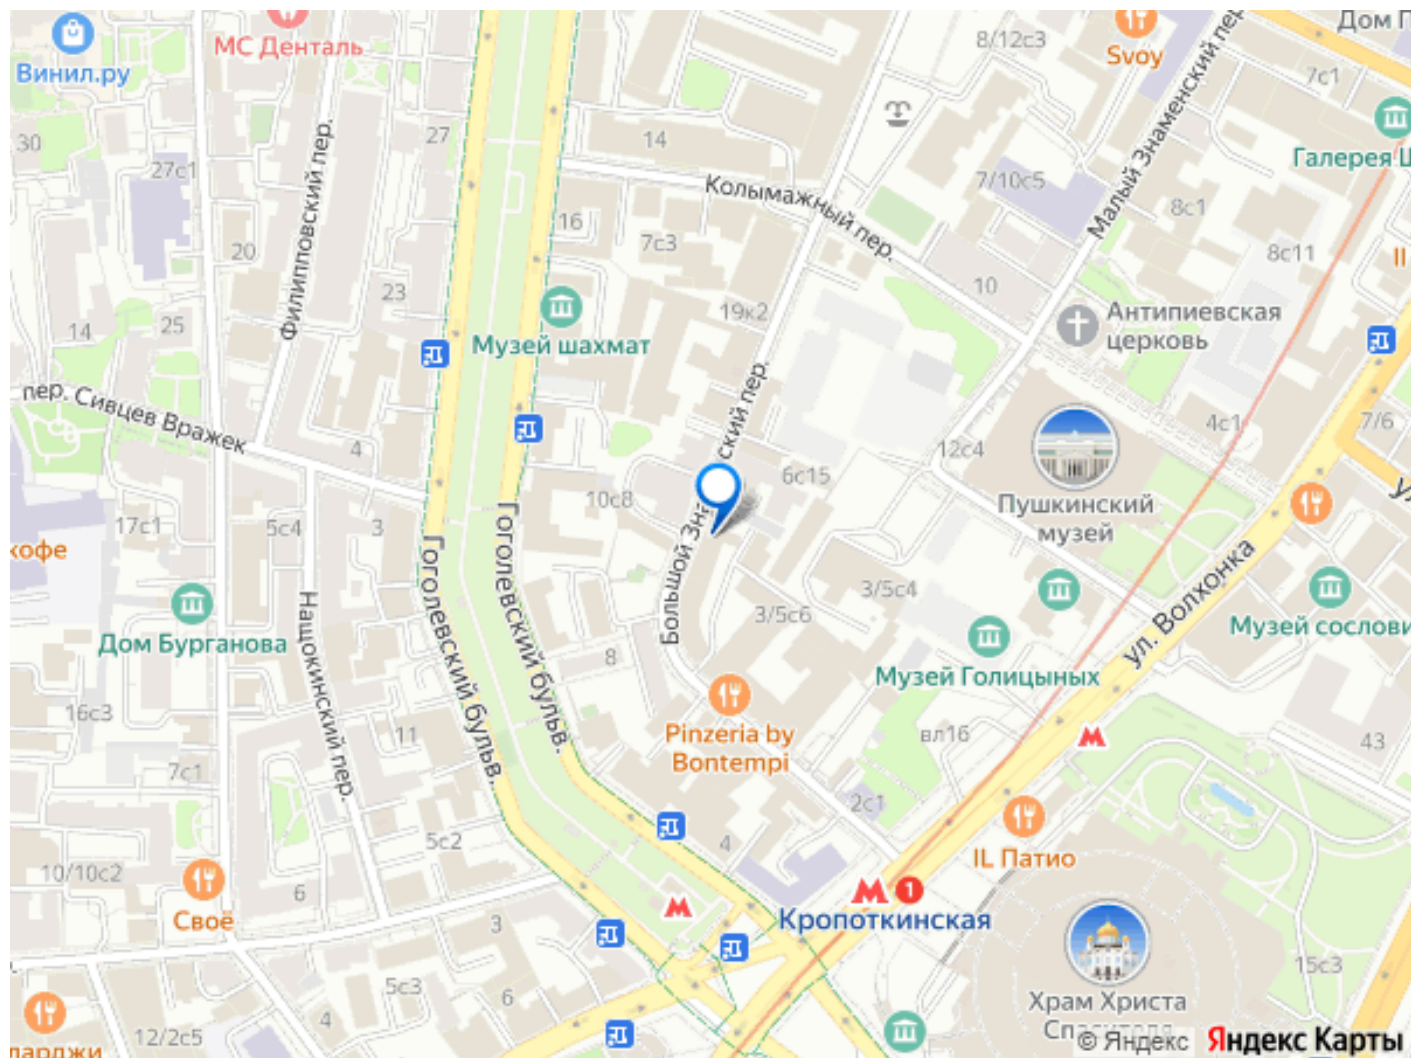 Дом П
8/12с3
Svoy
МС Денталь
Винил.ру
7с1
27
14
30
27с1
Галерея Ш
Филипповский пер.
Малый Знаменский пер.
Колымажный пер.
7/10с5
8с1
16
7с3
20
8с11
II
10
23
19к2
Антипиевская
церковь
14
25
Музей шахмат
пер. Сивцев Вражек
4
4с1
7/6
12с4
6с15
10с8
Пушкинский
музей
17с1
5с4
3
кофе
Гоголевский бульв.
Гоголевский бульв.
Большой Зна
ский пер.
3/5с4
3/5с6
ул. Волхонка
Музей сослови
Дом Бурганова
Нащокинский пер.
8
Музей Голицыных
16с3
11
Pinzeria by
Bontempi
вл16
43
7с1
2с1
5с2
4
IL Патио
10/10с2
6
Своё
1
Кропоткинская
3
15с3
5с3
6
4
Храм Христа
Спасителя
12/2с5
ларджи
© Яндекс Яндекс Карты